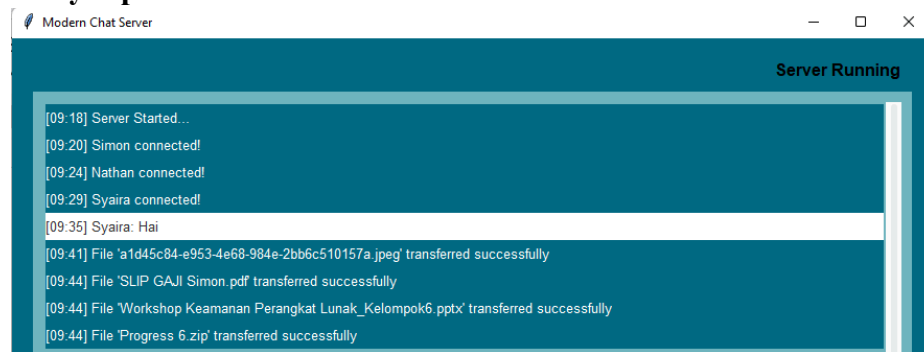 Modern Chat Server
Server Running
[09:18] Server Started...
[09:20] Simon connected!
[09:24] Nathan connected!
[09:29] Syaira connected!
[09:35] Syaira: Hai
[09:41] File 'a1d45c84-e953-4e68-984e-2bb6c510157a.jpeg' transferred successfully
[09:44] File 'SLIP GAJI Simon.pdf' transferred successfully
[09:44] File 'Workshop Keamanan Perangkat Lunak_Kelompok6.pptx' transferred successfully
[09:44] File 'Progress 6.zip' transferred successfully